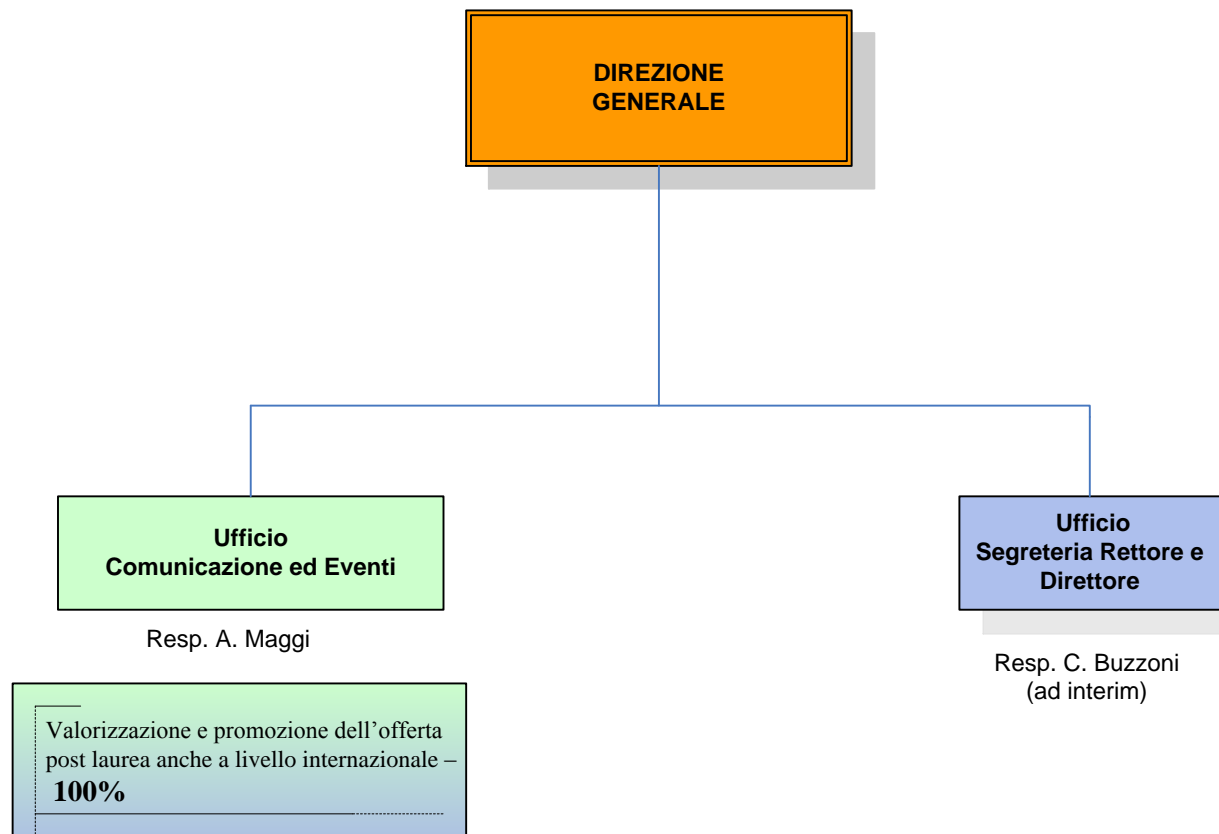 DIREZIONE
GENERALE
Ufficio
Comunicazione ed Eventi
Ufficio
Segreteria Rettore e
Direttore
Resp. A. Maggi
Resp. C. Buzzoni
(ad interim)
Valorizzazione e promozione dell’offerta
post laurea anche a livello internazionale –
100%